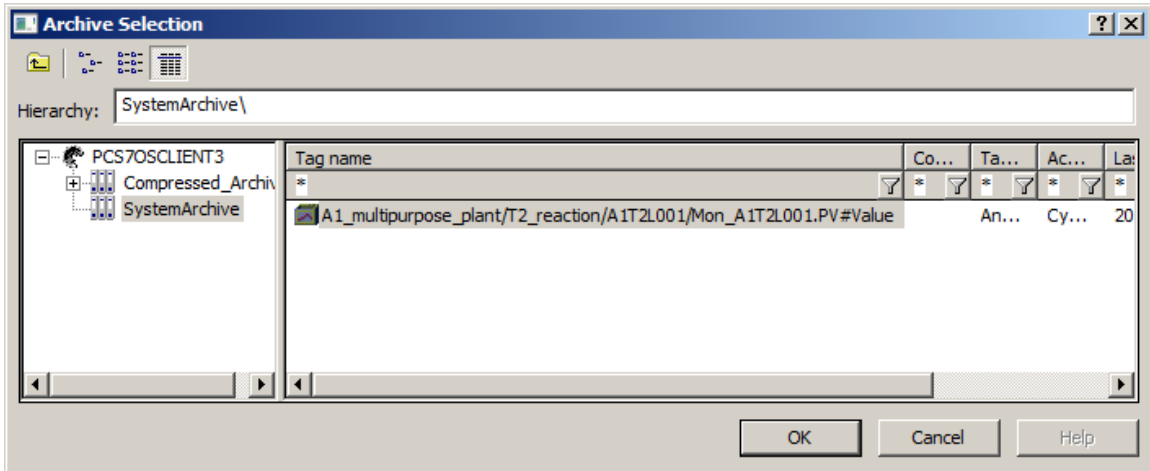 Archive Selection
Hierarchy: SystemArchive\
PCS7OSCLIENT3
Compressed_Archiv
SystemArchive
Tag name Co... Ta... Ac... Las
* * * * *
A1_multipurpose_plant/T2_reaction/A1T2L001/Mon_A1T2L001.PV#Value An... Cy... 20
OK Cancel Help